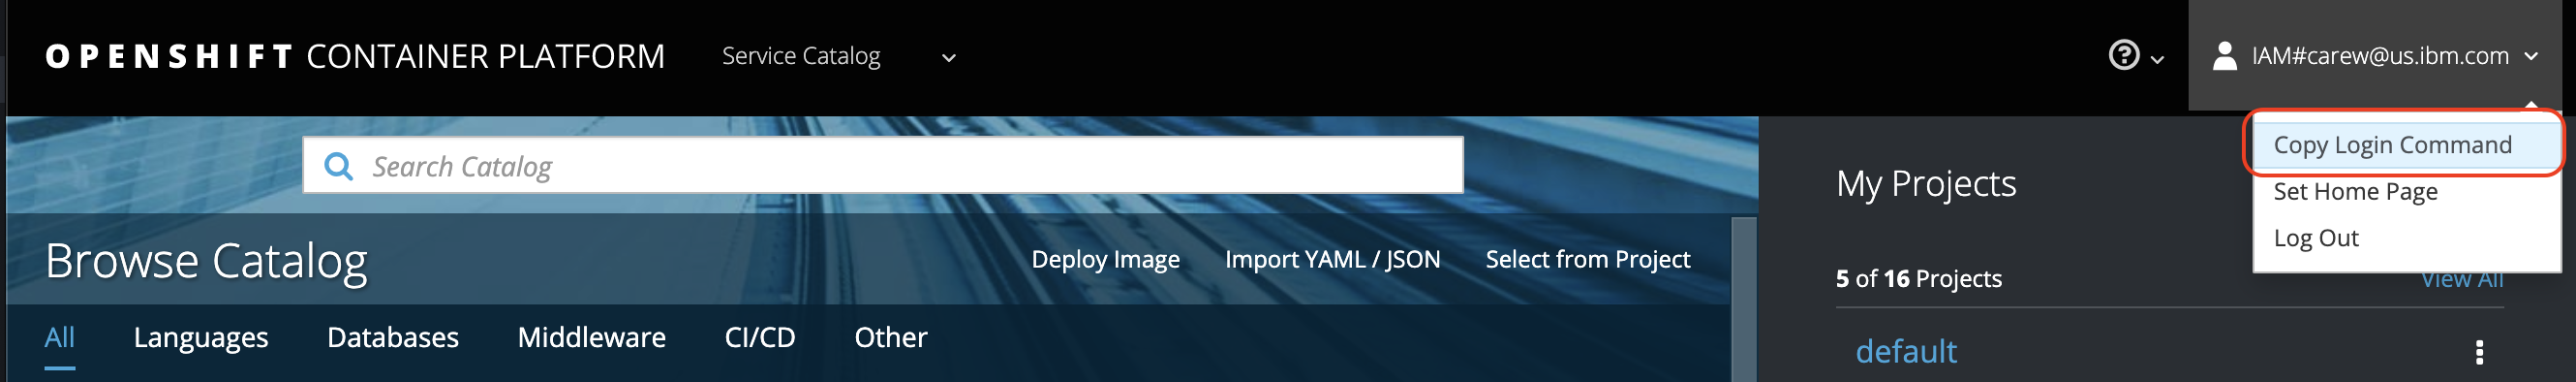 OPENSHIFT CONTAINER PLATFORM
Service Catalog
IAM#carew@us.ibm.com
Copy Login Command
Set Home Page
Log Out
Search Catalog
Browse Catalog
Deploy Image
Import YAML / JSON
Select from Project
All
Languages
Databases
Middleware
CI/CD
Other
My Projects
5 of 16 Projects
View All
default